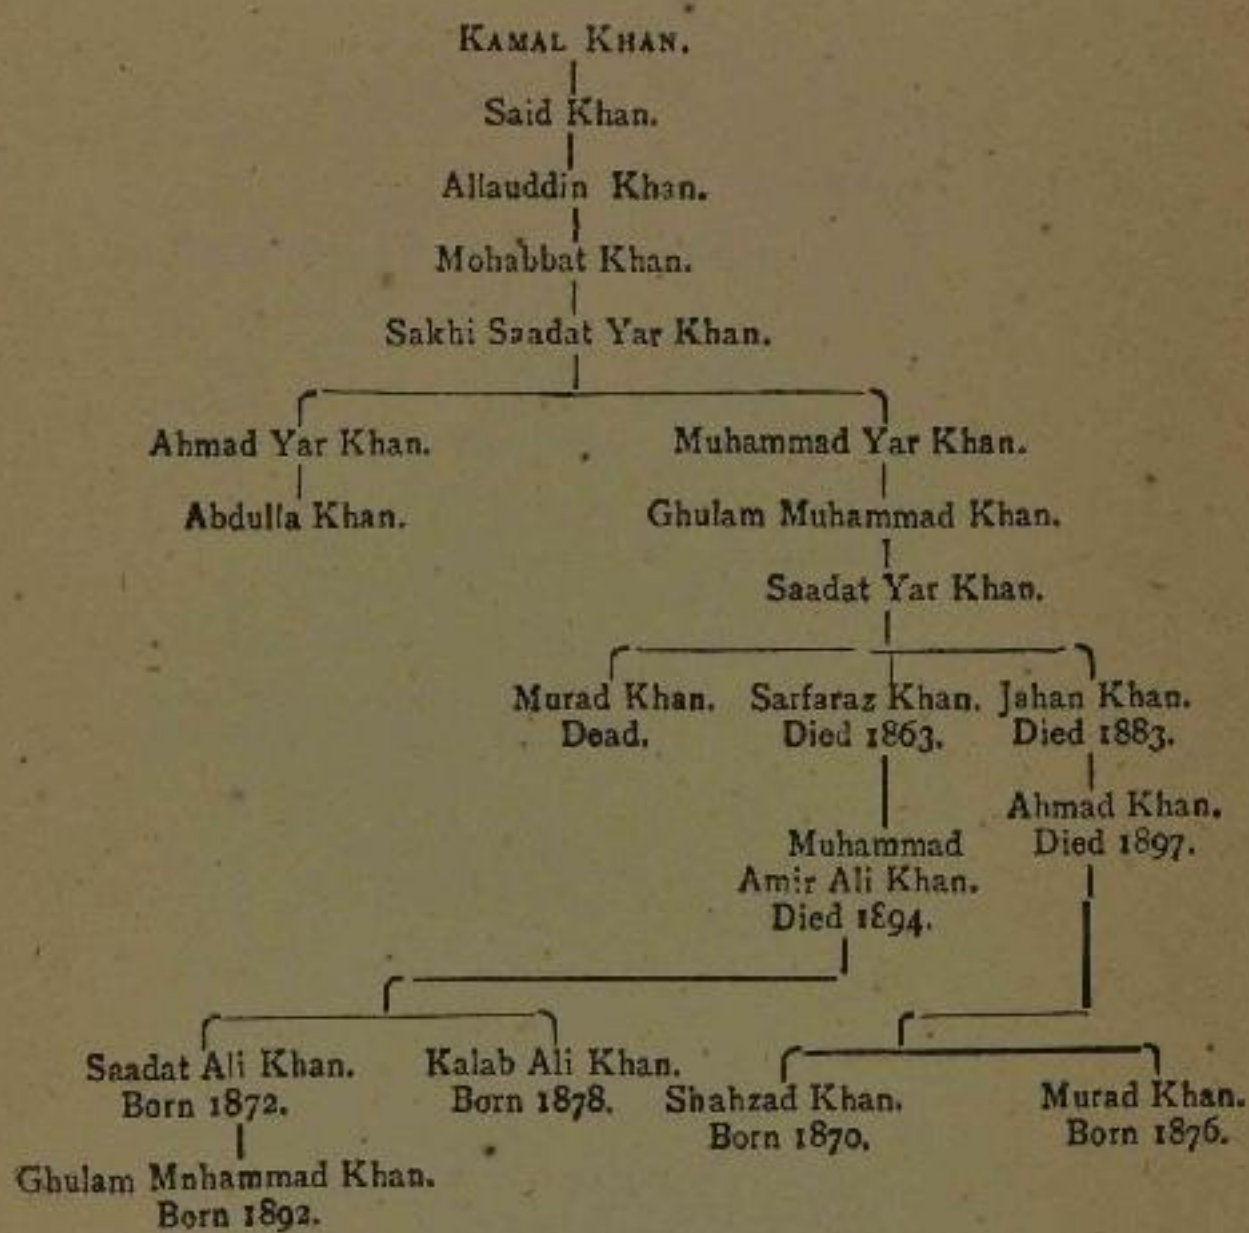 KAMAL KHAN.
Said Khan.
Allauddin Khan.
Mohabbat Khan.
Sakhi Saadat Yar Khan.
Ahmad Yar Khan. Muhammad Yar Khan.
Abdulla Khan. Ghulam Muhammad Khan.
Saadat Yar Khan.
Murad Khan. Sarfaraz Khan. Jahan Khan.
Dead. Died 1863. Died 1883.
Ahmad Khan.
Muhammad Died 1897.
Amir Ali Khan.
Died 1894.
Saadat Ali Khan. Kalab Ali Khan.
Born 1872. Born 1878.
Shahzad Khan. Murad Khan.
Born 1870. Born 1876.
Ghulam Mnhammad Khan.
Born 1892.